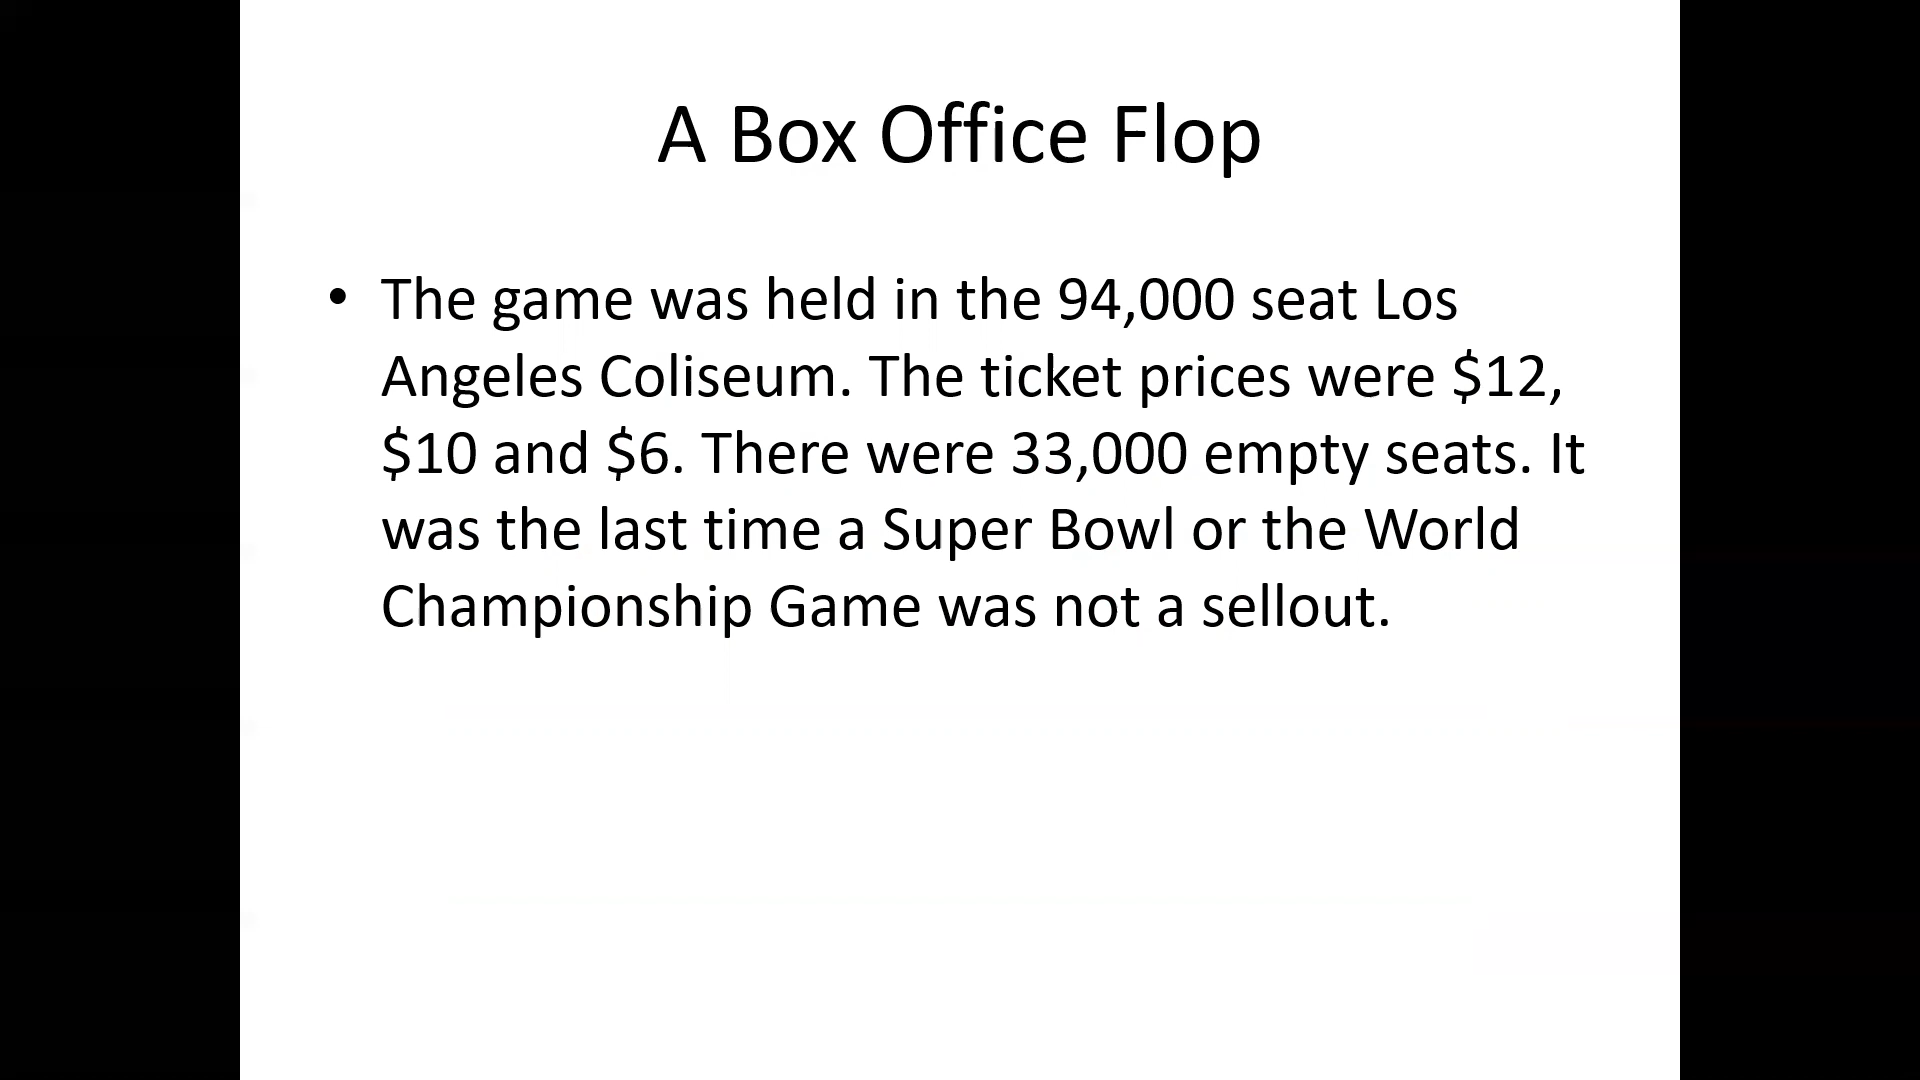 A Box Office Flop
• The game was held in the 94,000 seat Los
Angeles Coliseum. The ticket prices were $12,
$10 and $6. There were 33,000 empty seats. It
was the last time a Super Bowl or the World
Championship Game was not a sellout.